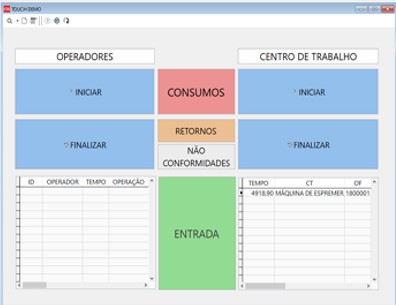 TOUCH DEMO
OPERADORES
CENTRO DE TRABALHO
INICIAR
CONSUMOS
INICIAR
RETORNOS
FINALIZAR
NÃO
CONFORMIDADES
FINALIZAR
ID OPERADOR TEMPO OPERAÇÃO
ENTRADA
TEMPO CT OF
4918,90 MÁQUINA DE ESPREMER 1800001